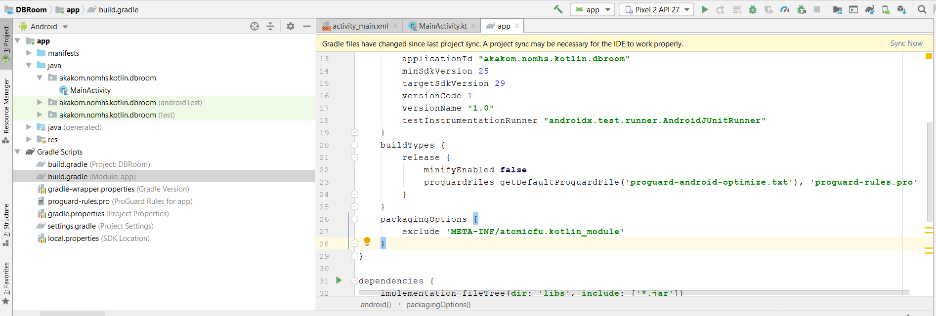 DBRoom app build.gradle
app Pixel 2 API 27
1: Project
Resource Manager
Z: Structure
2: Favorites
Android
app
manifests
java
akakom.nomhs.kotlin.dbroom
MainActivity
akakom.nomhs.kotlin.dbroom (androidTest)
akakom.nomhs.kotlin.dbroom (test)
java (generated)
res
Gradle Scripts
build.gradle (Project: DBRoom)
build.gradle (Module: app)
gradle-wrapper.properties (Gradle Version)
proguard-rules.pro (ProGuard Rules for app)
gradle.properties (Project Properties)
settings.gradle (Project Settings)
local.properties (SDK Location)
activity_main.xml MainActivity.kt app
Gradle files have changed since last project sync. A project sync may be necessary for the IDE to work properly. Sync Now
13 applicationId "akakom.nomhs.kotlin.dbroom"
14 minSdkVersion 25
15 targetSdkVersion 29
16 versionCode 1
17 versionName "1.0"
18 testInstrumentationRunner "androidx.test.runner.AndroidJUnitRunner"
19 }
20 buildTypes {
21 release {
22 minifyEnabled false
23 proguardFiles getDefaultProguardFile('proguard-android-optimize.txt'), 'proguard-rules.pro'
24 }
25 }
26 packagingOptions {
27 exclude 'META-INF/atomicfu.kotlin_module'
28 }
29 }
30
31 dependencies {
32 implementation fileTree(dir: 'libs', include: ['*.jar'])
android{} packagingOptions{}